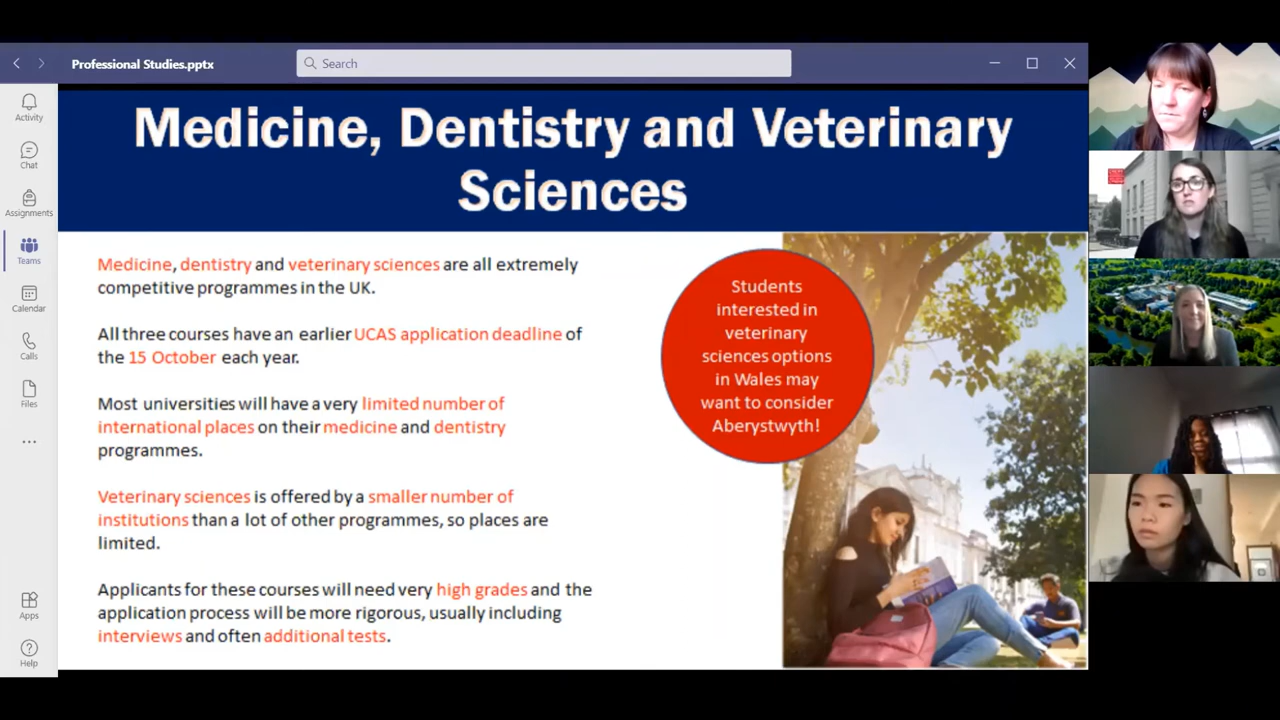 Professional Studies.pptx
Search
Activity
Chat
Assignments
Teams
Calendar
Calls
Files
Apps
Help
Medicine, Dentistry and Veterinary
Sciences
Medicine, dentistry and veterinary sciences are all extremely
competitive programmes in the UK.
All three courses have an earlier UCAS application deadline of
the 15 October each year.
Most universities will have a very limited number of
international places on their medicine and dentistry
programmes.
Veterinary sciences is offered by a smaller number of
institutions than a lot of other programmes, so places are
limited.
Applicants for these courses will need very high grades and the
application process will be more rigorous, usually including
interviews and often additional tests.
Students
interested in
veterinary
sciences options
in Wales may
want to consider
Aberystwyth!